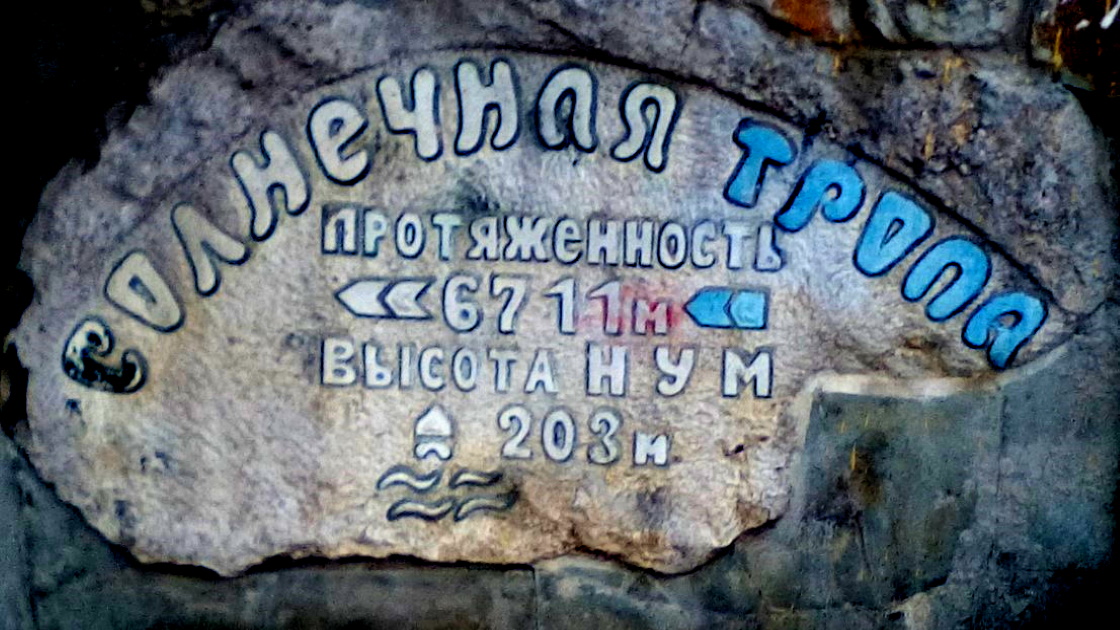 СОЛНЕЧНАЯ ТРОПА
ПРОТЯЖЕННОСТЬ
6711м
ВЫСОТА НУМ
203м